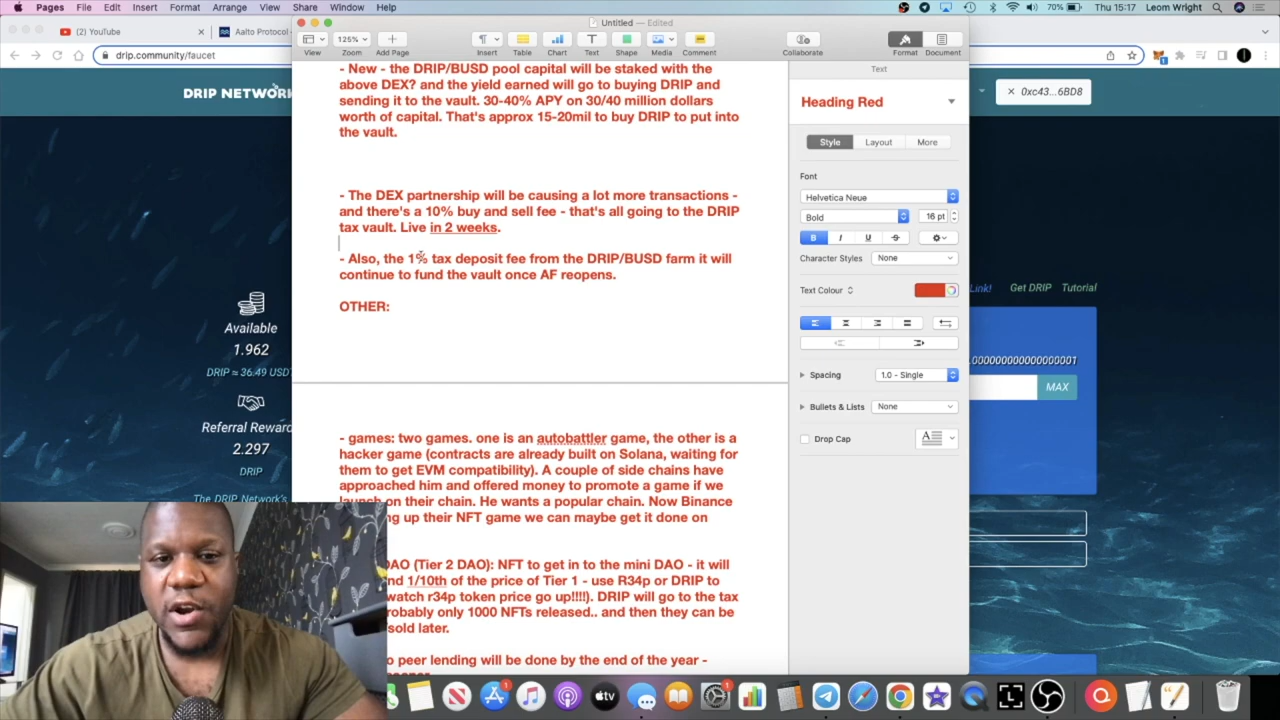 Pages File Edit Insert Format Arrange View Share Window Help 70% Thu 15:17 Leom Wright
Untitled — Edited
(2) YouTube
Aalto Protocol -
drip.community/faucet
125%
View Zoom Add Page Insert Table Chart Text Shape Media Comment Collaborate Format Document
DRIP NETWORK
0xc43...6BD8
- New - the DRIP/BUSD pool capital will be staked with the
above DEX? and the yield earned will go to buying DRIP and
sending it to the vault. 30-40% APY on 30/40 million dollars
worth of capital. That's approx 15-20mil to buy DRIP to put into
the vault.
- The DEX partnership will be causing a lot more transactions -
and there's a 10% buy and sell fee - that's all going to the DRIP
tax vault. Live in 2 weeks.
- Also, the 1% tax deposit fee from the DRIP/BUSD farm it will
continue to fund the vault once AF reopens.
OTHER:
- games: two games. one is an autobattler game, the other is a
hacker game (contracts are already built on Solana, waiting for
them to get EVM compatibility). A couple of side chains have
approached him and offered money to promote a game if we
launch on their chain. He wants a popular chain. Now Binance
ng up their NFT game we can maybe get it done on
DAO (Tier 2 DAO): NFT to get in to the mini DAO - it will
nd 1/10th of the price of Tier 1 - use R34p or DRIP to
watch r34p token price go up!!!!). DRIP will go to the tax
robably only 1000 NFTs released.. and then they can be
sold later.
o peer lending will be done by the end of the year -
Text
Heading Red
Style Layout More
Font
Helvetica Neue
Bold 16 pt
B I U S
Character Styles None
Text Colour
Spacing 1.0 - Single
Bullets & Lists None
Drop Cap
Available
1.962
DRIP ≈ 36.49 USDT
Referral Reward
2.297
DRIP
The DRIP Network's
Link! Get DRIP Tutorial
.000000000000000001
MAX
tv